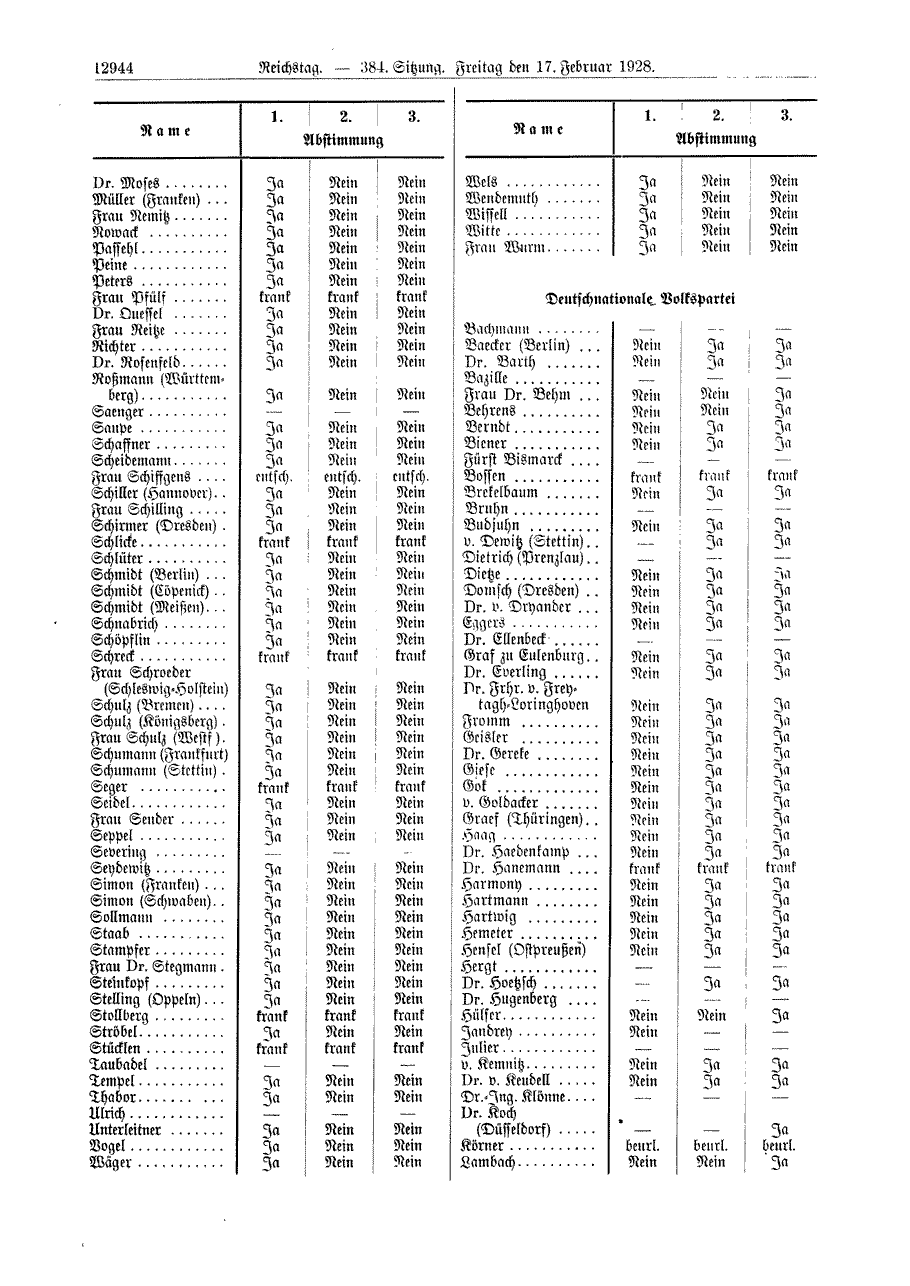 12944 Reichstag. — 384. Sitzung. Freitag den 17. Februar 1928.
Name 1. 2. 3.
Abstimmung
Dr. Moses . . . . . . . . Ja Nein Nein
Müller (Franken) . . . Ja Nein Nein
Frau Nemitz . . . . . . . Ja Nein Nein
Nowack . . . . . . . . . . Ja Nein Nein
Passehl . . . . . . . . . . . Ja Nein Nein
Peine . . . . . . . . . . . . Ja Nein Nein
Peters . . . . . . . . . . . Ja Nein Nein
Frau Pfülf . . . . . . . krank krank krank
Dr. Quessel . . . . . . . Ja Nein Nein
Frau Reitze . . . . . . . Ja Nein Nein
Richter . . . . . . . . . . . Ja Nein Nein
Dr. Rosenfeld . . . . . . Ja Nein Nein
Roßmann (Württem-
berg) . . . . . . . . . . . Ja Nein Nein
Saenger . . . . . . . . . . — — —
Saupe . . . . . . . . . . . Ja Nein Nein
Schaffner . . . . . . . . . Ja Nein Nein
Scheidemann . . . . . . . Ja Nein Nein
Frau Schiffgens . . . . entsch. entsch. entsch.
Schiller (Hannover) . . Ja Nein Nein
Frau Schilling . . . . . Ja Nein Nein
Schirmer (Dresden) . Ja Nein Nein
Schlicke . . . . . . . . . . . krank krank krank
Schlüter . . . . . . . . . . . Ja Nein Nein
Schmidt (Berlin) . . . Ja Nein Nein
Schmidt (Cöpenick) . . Ja Nein Nein
Schmidt (Meißen) . . . Ja Nein Nein
Schnabrich . . . . . . . . Ja Nein Nein
Schöpflin . . . . . . . . . Ja Nein Nein
Schreck . . . . . . . . . . . krank krank krank
Frau Schroeder
(Schleswig-Holstein) Ja Nein Nein
Schulz (Bremen) . . . . Ja Nein Nein
Schulz (Königsberg) . Ja Nein Nein
Frau Schulz (Westf.) . Ja Nein Nein
Schumann (Frankfurt) Ja Nein Nein
Schumann (Stettin) . Ja Nein Nein
Seger . . . . . . . . . . krank krank krank
Seidel . . . . . . . . . . . . Ja Nein Nein
Frau Sender . . . . . . Ja Nein Nein
Seppel . . . . . . . . . . . Ja Nein Nein
Severing . . . . . . . . . — — —
Seydewitz . . . . . . . . . Ja Nein Nein
Simon (Franken) . . . Ja Nein Nein
Simon (Schwaben) . . Ja Nein Nein
Sollmann . . . . . . . . Ja Nein Nein
Staab . . . . . . . . . . . Ja Nein Nein
Stampfer . . . . . . . . . Ja Nein Nein
Frau Dr. Stegmann . Ja Nein Nein
Steinkopf . . . . . . . . . Ja Nein Nein
Stelling (Oppeln) . . . Ja Nein Nein
Stollberg . . . . . . . . . krank krank krank
Ströbel . . . . . . . . . . . Ja Nein Nein
Stücklen . . . . . . . . . . krank krank krank
Taubadel . . . . . . . . . . — — —
Tempel . . . . . . . . . . . Ja Nein Nein
Thabor . . . . . . . . . . Ja Nein Nein
Ulrich . . . . . . . . . . . . — — —
Unterleitner . . . . . . . Ja Nein Nein
Vogel . . . . . . . . . . . . Ja Nein Nein
Wäger . . . . . . . . . . . Ja Nein Nein
Name 1. 2. 3.
Abstimmung
Wels . . . . . . . . . . . . Ja Nein Nein
Wendemuth . . . . . . . Ja Nein Nein
Wissell . . . . . . . . . . . Ja Nein Nein
Witte . . . . . . . . . . . . Ja Nein Nein
Frau Wurm . . . . . . . Ja Nein Nein
Deutschnationale Volkspartei
Bachmann . . . . . . . . — — —
Baecker (Berlin) . . . Nein Ja Ja
Dr. Barth . . . . . . . Nein Ja Ja
Bazille . . . . . . . . . . . — — —
Frau Dr. Behm . . . Nein Nein Ja
Behrens . . . . . . . . . . Nein Nein Ja
Berndt . . . . . . . . . . . Nein Ja Ja
Biener . . . . . . . . . . . Nein Ja Ja
Fürst Bismarck . . . . — — —
Bossen . . . . . . . . . . . krank krank krank
Brekelbaum . . . . . . . Nein Ja Ja
Bruhn . . . . . . . . . . . — — —
Budjuhn . . . . . . . . . Nein Ja Ja
v. Dewitz (Stettin) . . — Ja Ja
Dietrich (Prenzlau) . . — — —
Dietze . . . . . . . . . . . . Nein Ja Ja
Domsch (Dresden) . . Nein Ja Ja
Dr. v. Dryander . . . Nein Ja Ja
Eggers . . . . . . . . . . . Nein Ja Ja
Dr. Ellenbeck . . . . . . — — —
Graf zu Eulenburg . . Nein Ja Ja
Dr. Everling . . . . . . Nein Ja Ja
Dr. Frhr. v. Frey-
tagh-Loringhoven Nein Ja Ja
Fromm . . . . . . . . . . Nein Ja Ja
Geisler . . . . . . . . . . Nein Ja Ja
Dr. Gereke . . . . . . . . Nein Ja Ja
Giese . . . . . . . . . . . . Nein Ja Ja
Gok . . . . . . . . . . . . . Nein Ja Ja
v. Goldacker . . . . . . . Nein Ja Ja
Graef (Thüringen) . . Nein Ja Ja
Haag . . . . . . . . . . . . Nein Ja Ja
Dr. Haedenkamp . . . Nein Ja Ja
Dr. Hanemann . . . . krank krank krank
Harmony . . . . . . . . . Nein Ja Ja
Hartmann . . . . . . . . Nein Ja Ja
Hartwig . . . . . . . . . Nein Ja Ja
Hemeter . . . . . . . . . . Nein Ja Ja
Hensel (Ostpreußen) Nein Ja Ja
Hergt . . . . . . . . . . . . — — —
Dr. Hoetzsch . . . . . . . — Ja Ja
Dr. Hugenberg . . . . — — —
Hülser . . . . . . . . . . . . Nein Nein Ja
Jandrey . . . . . . . . . . Nein — —
Julier . . . . . . . . . . . . — — —
v. Kemnitz . . . . . . . . . Nein Ja Ja
Dr. v. Keudell . . . . . Nein Ja Ja
Dr.-Ing. Klönne . . . . — — —
Dr. Koch
(Düsseldorf) . . . . . — — Ja
Körner . . . . . . . . . . . beurl. beurl. beurl.
Lambach . . . . . . . . . . Nein Nein Ja